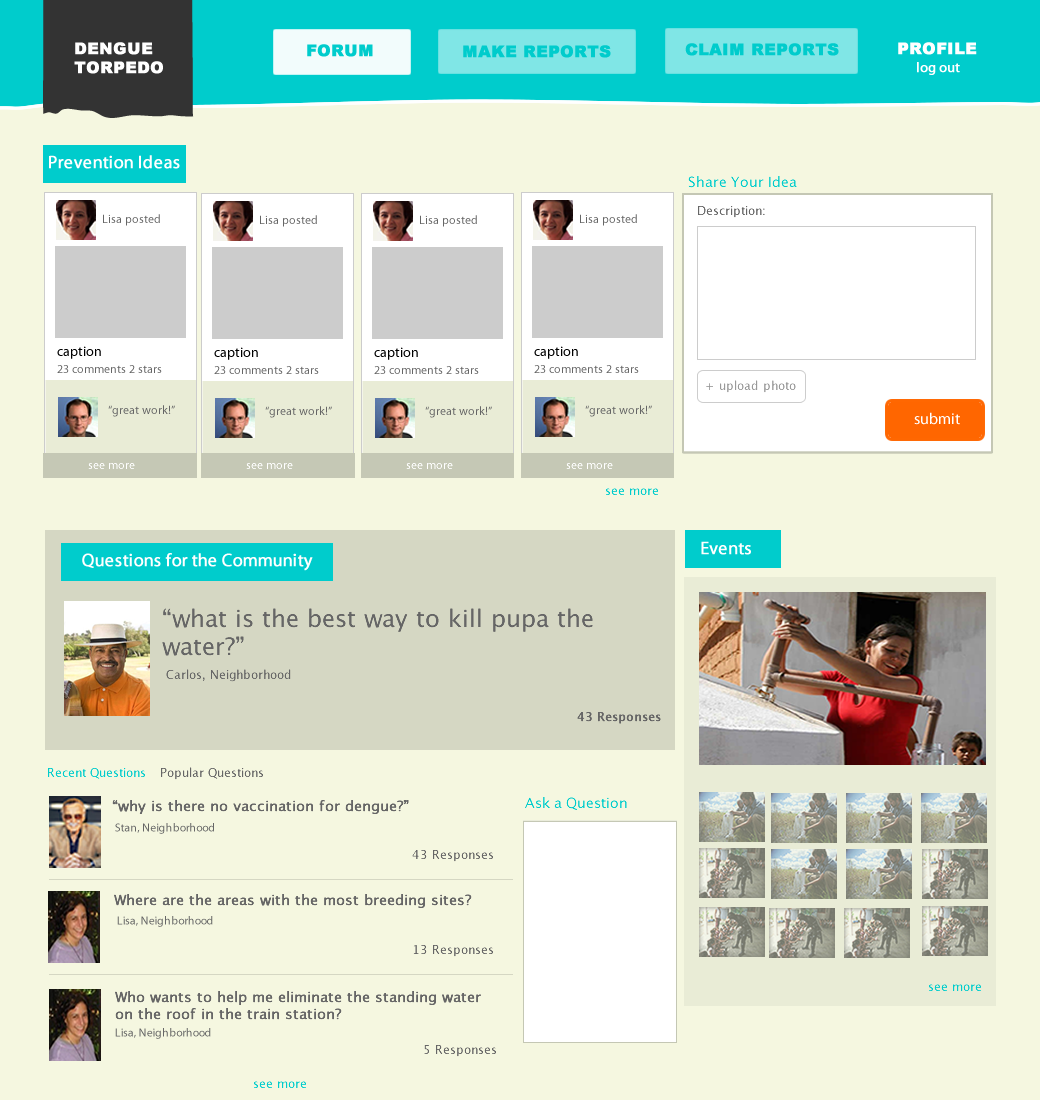 DENGUE
TORPEDO
FORUM
MAKE REPORTS
CLAIM REPORTS
PROFILE
log out
Prevention Ideas
Lisa posted
caption
23 comments 2 stars
“great work!”
see more
Lisa posted
caption
23 comments 2 stars
“great work!”
see more
Lisa posted
caption
23 comments 2 stars
“great work!”
see more
Lisa posted
caption
23 comments 2 stars
“great work!”
see more
see more
Share Your Idea
Description:
+ upload photo
submit
Questions for the Community
“what is the best way to kill pupa the
water?”
Carlos, Neighborhood
43 Responses
Recent Questions Popular Questions
“why is there no vaccination for dengue?”
Stan, Neighborhood
43 Responses
Where are the areas with the most breeding sites?
Lisa, Neighborhood
13 Responses
Who wants to help me eliminate the standing water
on the roof in the train station?
Lisa, Neighborhood
5 Responses
see more
Ask a Question
Events
see more